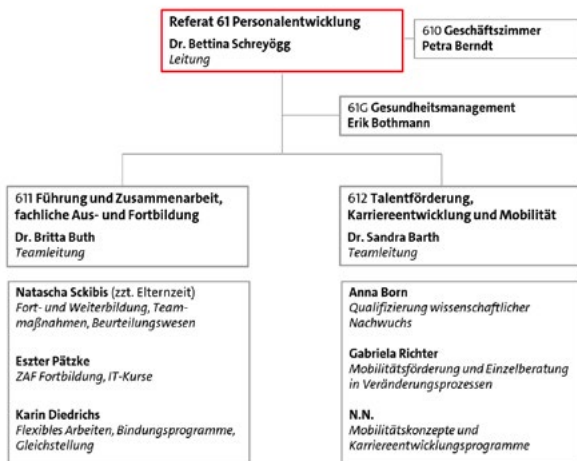 Referat 61 Personalentwicklung
Dr. Bettina Schreyögg
Leitung
610 Geschäftszimmer
Petra Berndt
61G Gesundheitsmanagement
Erik Bothmann
611 Führung und Zusammenarbeit,
fachliche Aus- und Fortbildung
Dr. Britta Buth
Teamleitung
612 Talentförderung,
Karriereentwicklung und Mobilität
Dr. Sandra Barth
Teamleitung
Natascha Sckibis (zzt. Elternzeit)
Fort- und Weiterbildung, Team-
maßnahmen, Beurteilungswesen
Eszter Pätzke
ZAF Fortbildung, IT-Kurse
Karin Diedrichs
Flexibles Arbeiten, Bindungsprogramme,
Gleichstellung
Anna Born
Qualifizierung wissenschaftlicher
Nachwuchs
Gabriela Richter
Mobilitätsförderung und Einzelberatung
in Veränderungsprozessen
N.N.
Mobilitätskonzepte und
Karriereentwicklungsprogramme